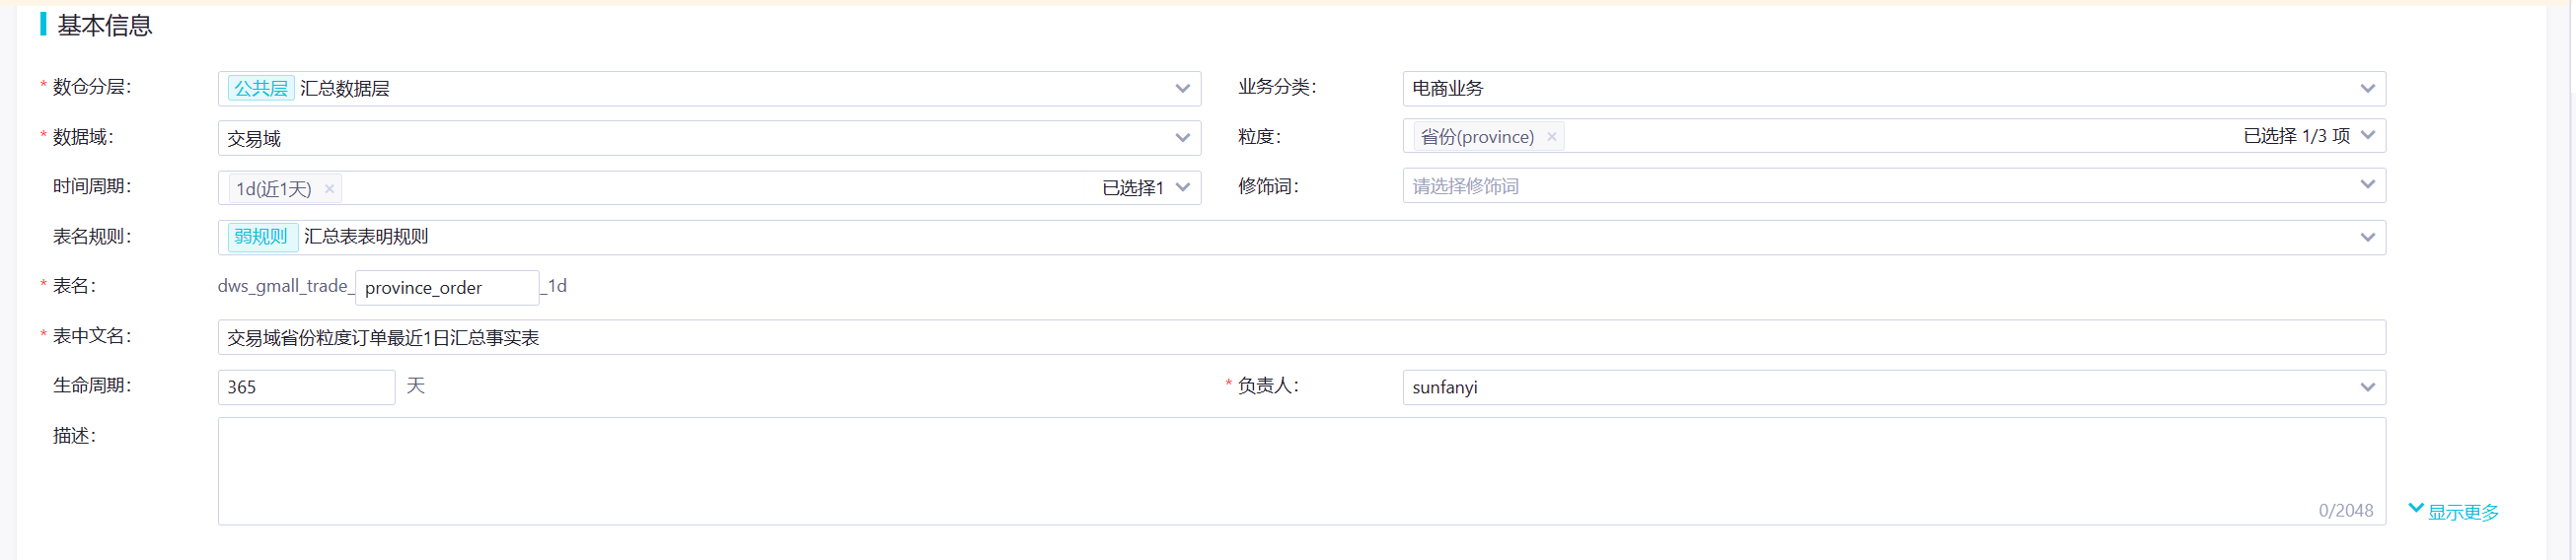 基本信息
* 数仓分层： 公共层 汇总数据层 业务分类： 电商业务
* 数据域： 交易域 粒度： 省份(province) × 已选择 1/3 项
时间周期： 1d(近1天) × 已选择1 修饰词： 请选择修饰词
表名规则： 弱规则 汇总表表明规则
* 表名： dws_gmall_trade_ province_order _1d
* 表中文名： 交易域省份粒度订单最近1日汇总事实表
生命周期： 365 天 * 负责人： sunfanyi
描述：
0/2048 显示更多